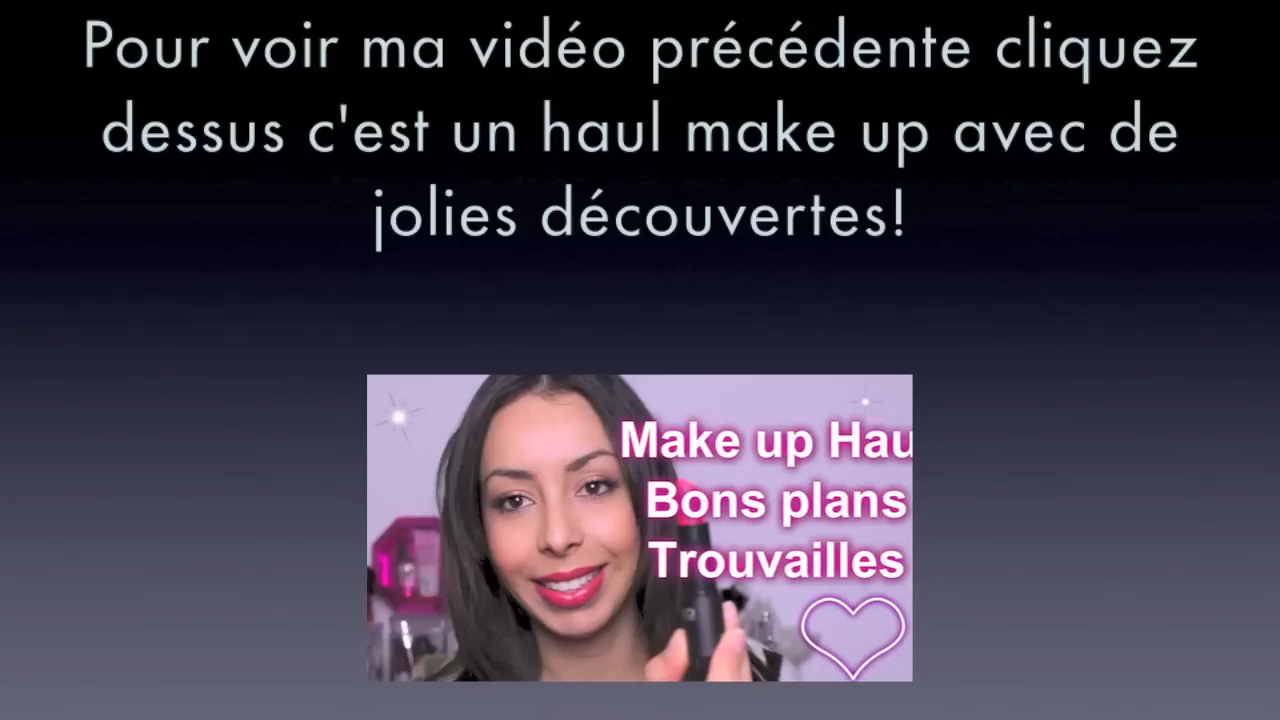 Pour voir ma vidéo précédente cliquez
dessus c'est un haul make up avec de
jolies découvertes!
Make up Hau
Bons plans
Trouvailles